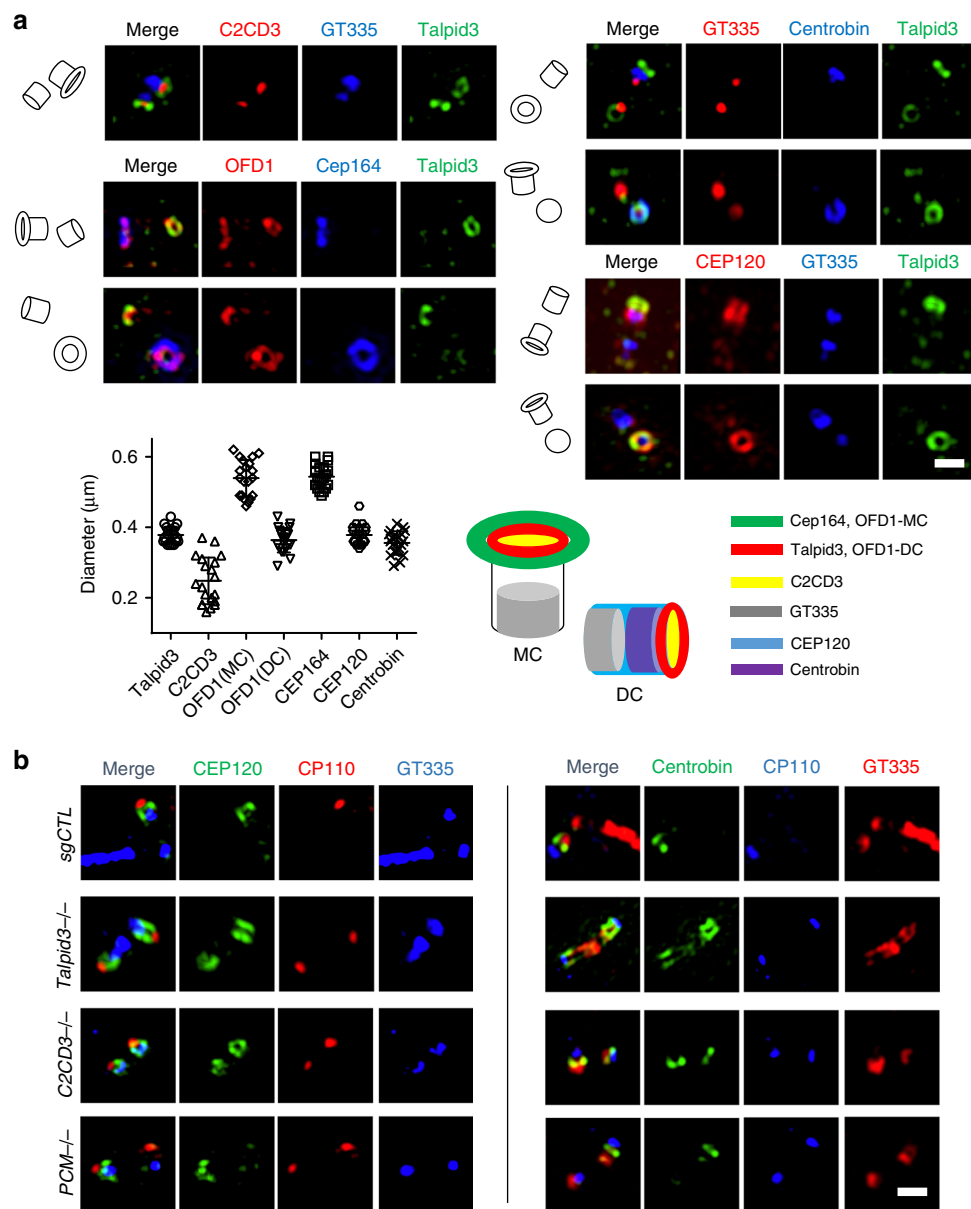 a
Merge C2CD3 GT335 Talpid3
Merge OFD1 Cep164 Talpid3
Merge GT335 Centrobin Talpid3
Merge CEP120 GT335 Talpid3
Diameter (μm)
0.6
0.4
0.2
Talpid3
C2CD3
OFD1(MC)
OFD1(DC)
CEP164
CEP120
Centrobin
MC
DC
Cep164, OFD1-MC
Talpid3, OFD1-DC
C2CD3
GT335
CEP120
Centrobin
b
Merge CEP120 CP110 GT335
Merge Centrobin CP110 GT335
sgCTL
Talpid3–/–
C2CD3–/–
PCM–/–